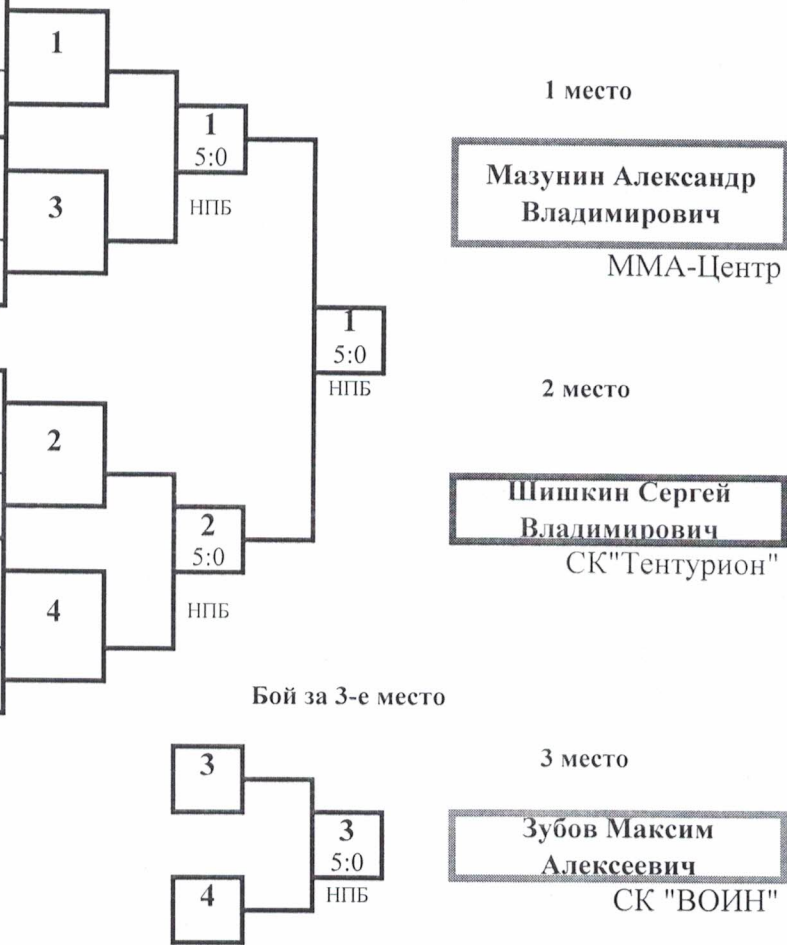 1
1 место
1
5:0
3
НПБ
Мазунин Александр
Владимирович
ММА-Центр
1
5:0
НПБ
2 место
2
2
5:0
НПБ
Шишкин Сергей
Владимирович
СК"Тентурион"
4
Бой за 3-е место
3
3 место
3
5:0
НПБ
4
Зубов Максим
Алексеевич
СК "ВОИН"